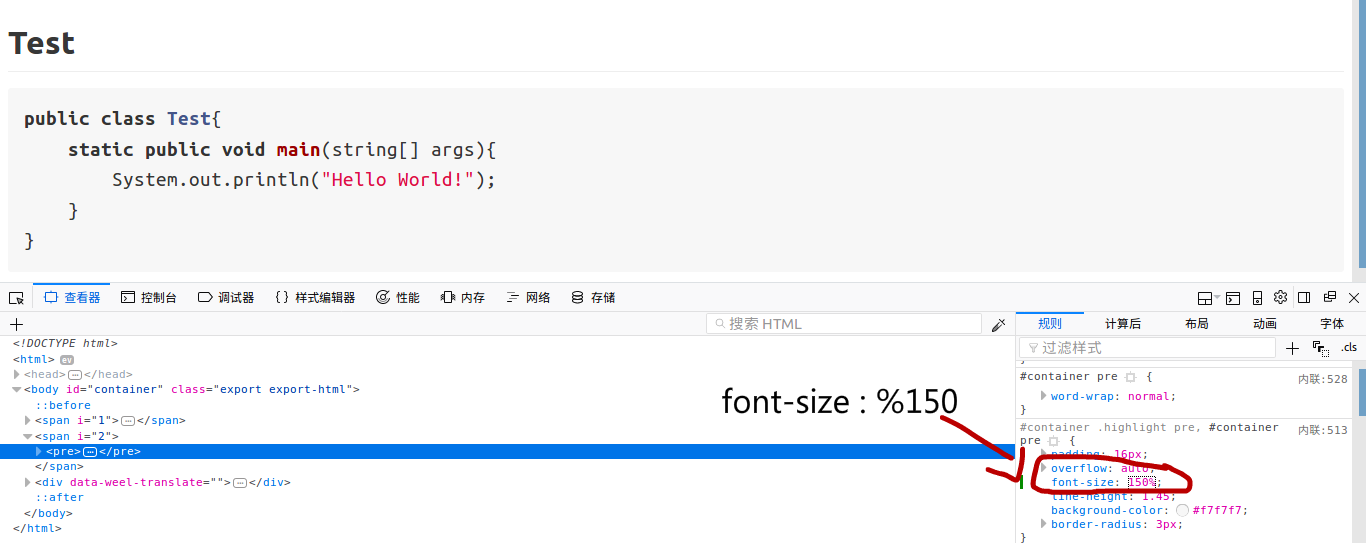 Test
public class Test{
static public void main(string[] args){
System.out.println("Hello World!");
}
}
查看器 控制台 调试器 {} 样式编辑器 性能 内存 网络 存储
+ 搜索 HTML
<!DOCTYPE html>
<html> ev
<head>…</head>
<body id="container" class="export export-html">
::before
<span i="1">…</span>
<span i="2">
<pre>…</pre>
</span>
<div data-weel-translate="">…</div>
::after
</body>
</html>
font-size : %150
规则 计算后 布局 动画 字体
过滤样式 + .cls
}
#container pre { 内联:528
word-wrap: normal;
}
#container .highlight pre, #container 内联:513
pre {
padding: 16px;
overflow: auto;
font-size: 150%;
line-height: 1.45;
background-color: #f7f7f7;
border-radius: 3px;
}